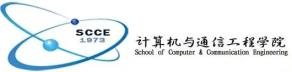 SCCE
1973
计算机与通信工程学院
School of Computer & Communication Engineering